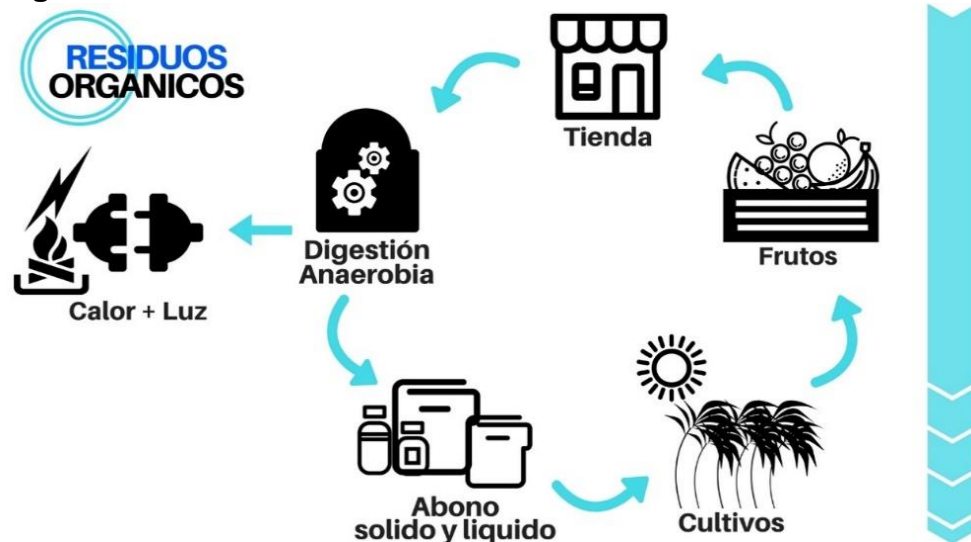 RESIDUOS
ORGANICOS
Tienda
Frutos
Digestión
Anaerobia
Calor + Luz
Abono
solido y liquido
Cultivos